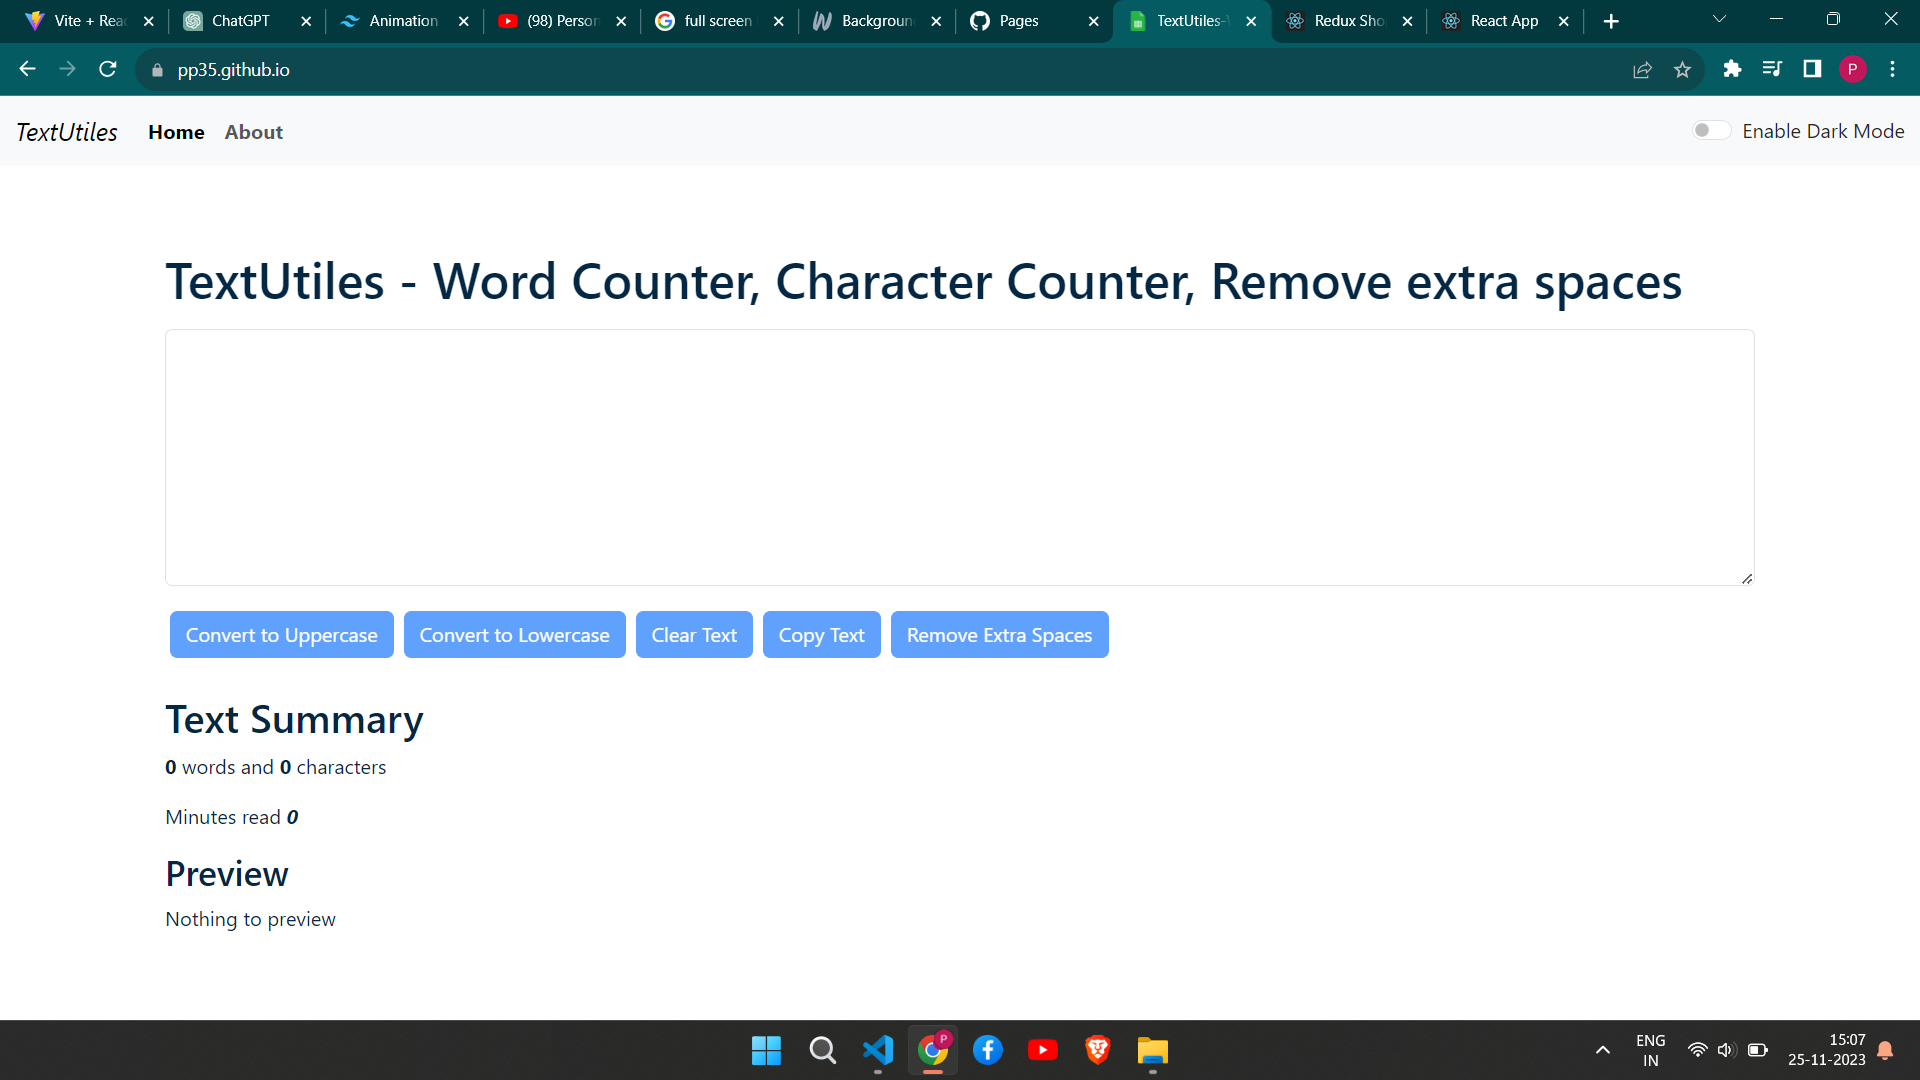 Vite + Rea
ChatGPT
Animation
(98) Person
full screen
Background
Pages
TextUtiles-
Redux Sho
React App
pp35.github.io
P
TextUtiles Home About Enable Dark Mode
TextUtiles - Word Counter, Character Counter, Remove extra spaces
Convert to Uppercase Convert to Lowercase Clear Text Copy Text Remove Extra Spaces
Text Summary
0 words and 0 characters
Minutes read 0
Preview
Nothing to preview
P
ENG
IN
15:07
25-11-2023